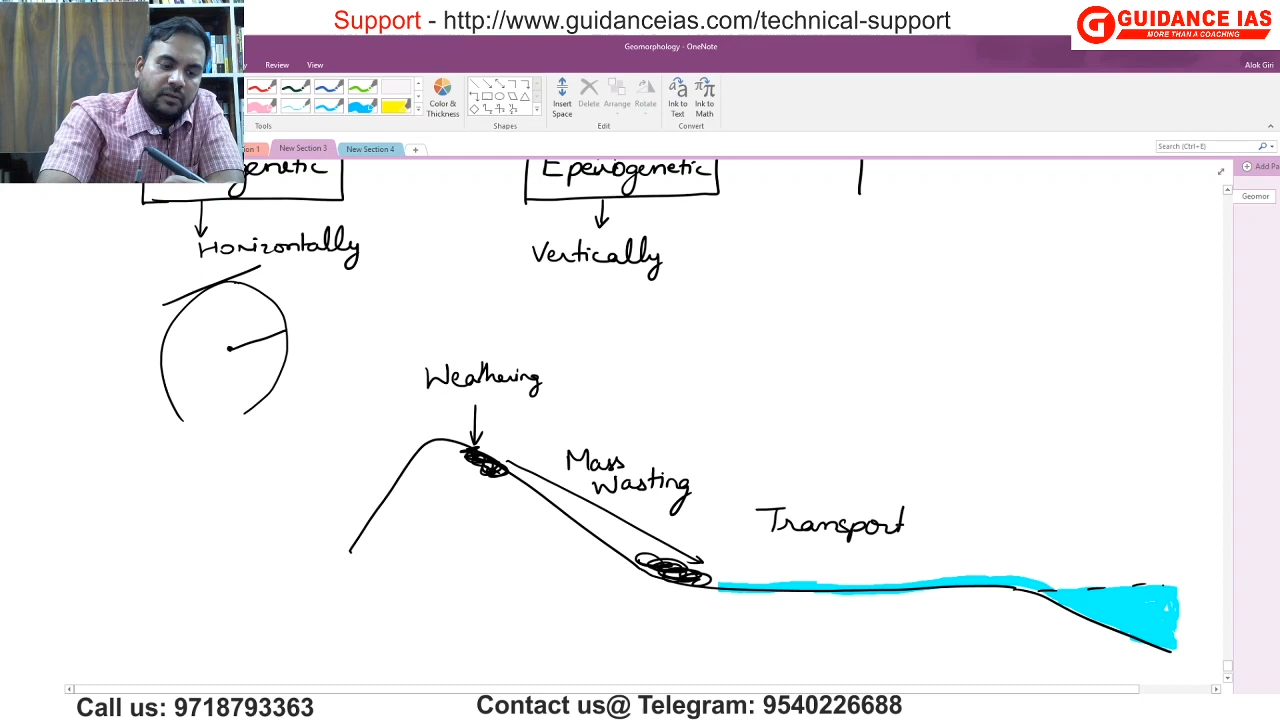 Support - http://www.guidanceias.com/technical-support
GUIDANCE IAS
MORE THAN A COACHING
Geomorphology - OneNote
Alok Giri
Review View
Color & Thickness
Insert Space
Delete
Arrange
Rotate
Ink to Text
Ink to Math
Tools
Shapes
Edit
Convert
New Section 3
New Section 4
Search (Ctrl+E)
Add Pa
Geomor
genetic
Epeirogenetic
Horizontally
Vertically
Weathering
Mass
Wasting
Transport
Call us: 9718793363
Contact us@ Telegram: 9540226688